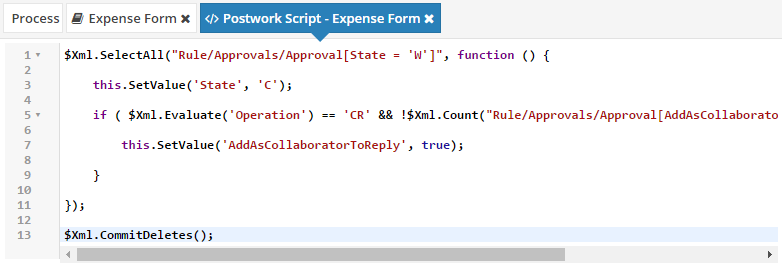 Process Expense Form ✖ </> Postwork Script - Expense Form ✖
1 $Xml.SelectAll("Rule/Approvals/Approval[State = 'W']", function () {
2
3 this.SetValue('State', 'C');
4
5 if ( $Xml.Evaluate('Operation') == 'CR' && !$Xml.Count("Rule/Approvals/Approval[AddAsCollaborato
6
7 this.SetValue('AddAsCollaboratorToReply', true);
8
9 }
10
11 });
12
13 $Xml.CommitDeletes();